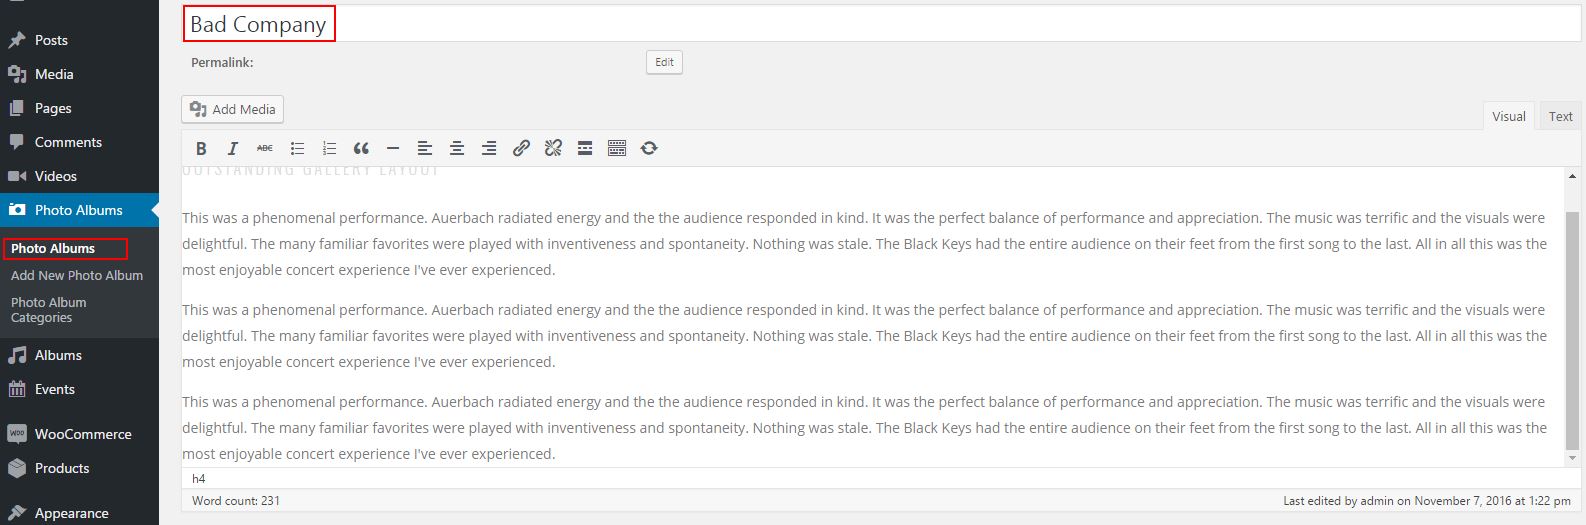 Bad Company
Permalink:
Edit
Posts
Media
Pages
Comments
Videos
Photo Albums
Photo Albums
Add New Photo Album
Photo Album
Categories
Albums
Events
WooCommerce
Products
Appearance
Add Media
Visual
Text
B I ABC
OUTSTANDING GALLERY LAYOUT
This was a phenomenal performance. Auerbach radiated energy and the the audience responded in kind. It was the perfect balance of performance and appreciation. The music was terrific and the visuals were
delightful. The many familiar favorites were played with inventiveness and spontaneity. Nothing was stale. The Black Keys had the entire audience on their feet from the first song to the last. All in all this was the
most enjoyable concert experience I've ever experienced.
This was a phenomenal performance. Auerbach radiated energy and the the audience responded in kind. It was the perfect balance of performance and appreciation. The music was terrific and the visuals were
delightful. The many familiar favorites were played with inventiveness and spontaneity. Nothing was stale. The Black Keys had the entire audience on their feet from the first song to the last. All in all this was the
most enjoyable concert experience I've ever experienced.
This was a phenomenal performance. Auerbach radiated energy and the the audience responded in kind. It was the perfect balance of performance and appreciation. The music was terrific and the visuals were
delightful. The many familiar favorites were played with inventiveness and spontaneity. Nothing was stale. The Black Keys had the entire audience on their feet from the first song to the last. All in all this was the
most enjoyable concert experience I've ever experienced.
h4
Word count: 231
Last edited by admin on November 7, 2016 at 1:22 pm